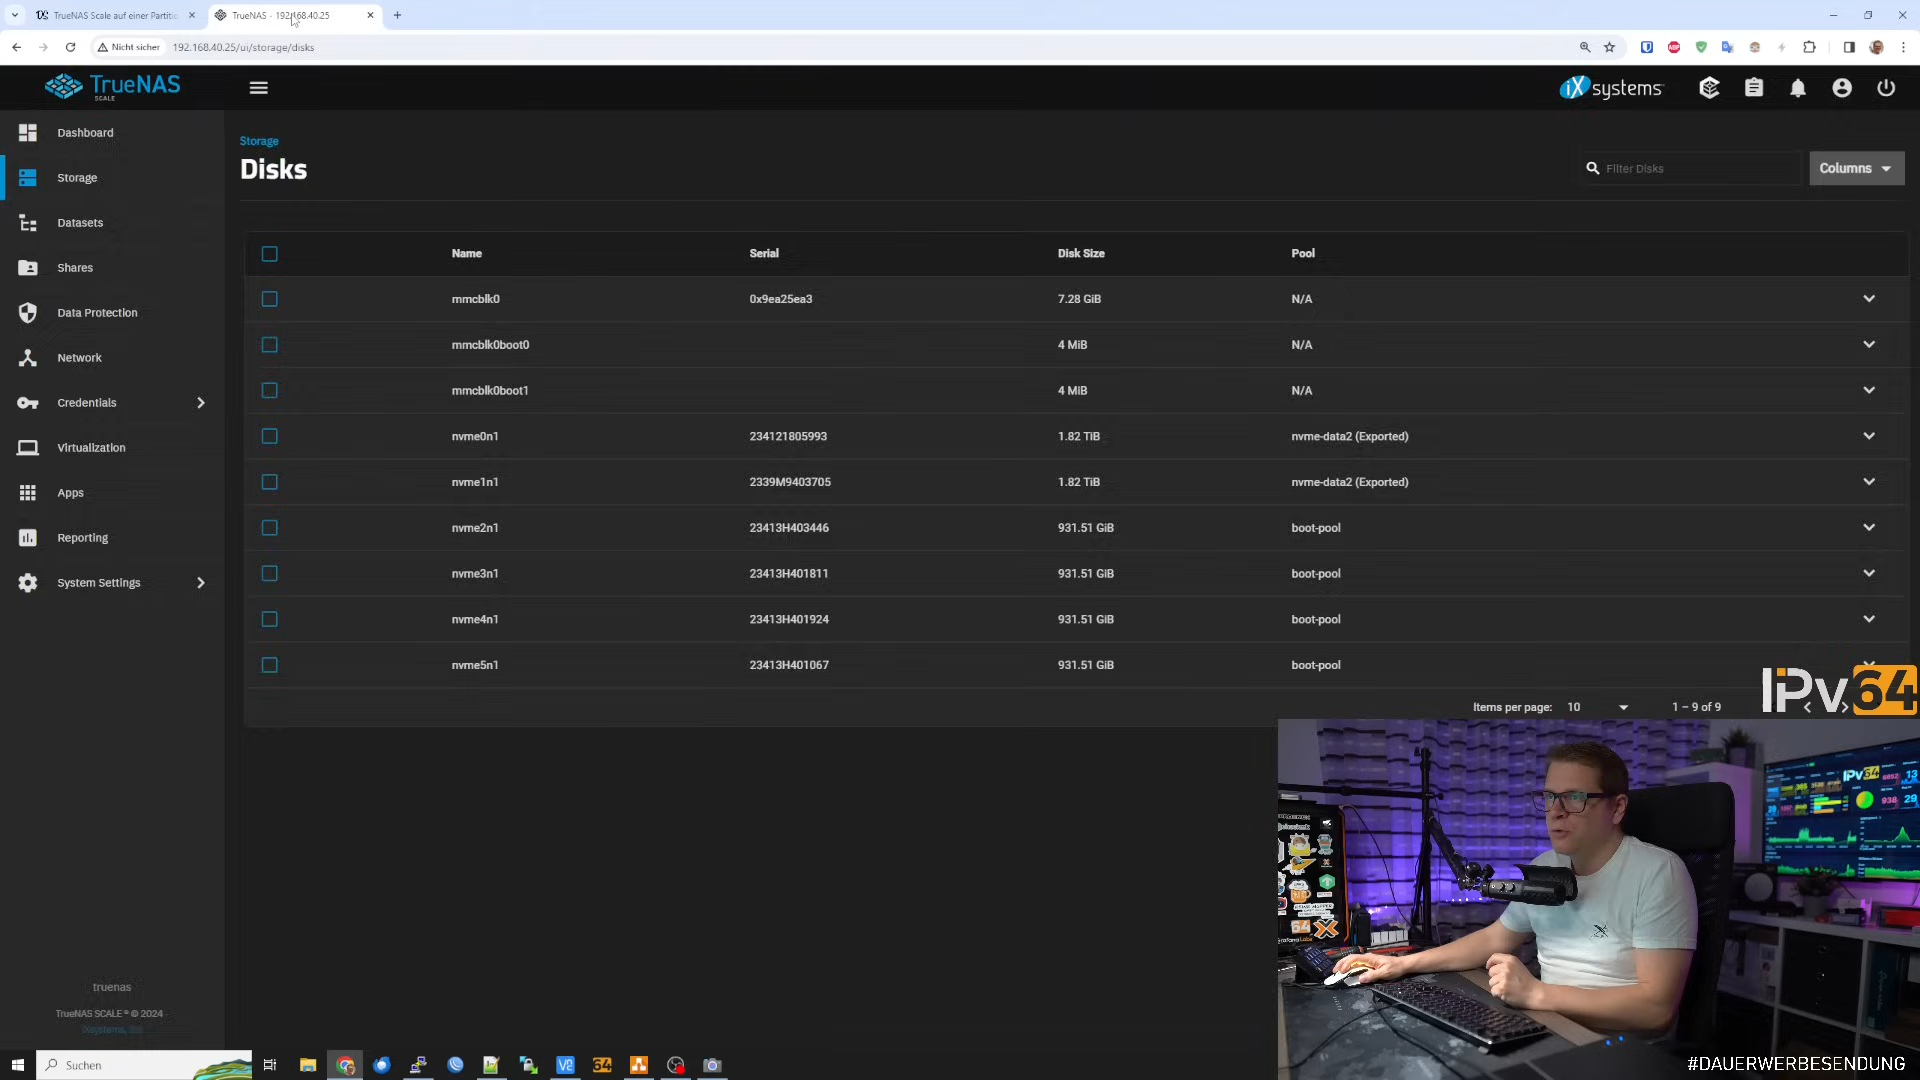 TrueNAS Scale auf einer Partitic
TrueNAS - 192.168.40.25
Nicht sicher
192.168.40.25/ui/storage/disks
TrueNAS
SCALE
iXsystems
Dashboard
Storage
Datasets
Shares
Data Protection
Network
Credentials
Virtualization
Apps
Reporting
System Settings
truenas
TrueNAS SCALE ® © 2024 -
Storage
Disks
Filter Disks
Columns
Name Serial Disk Size Pool
mmcblk0 0x9ea25ea3 7.28 GiB N/A
mmcblk0boot0 4 MiB N/A
mmcblk0boot1 4 MiB N/A
nvme0n1 234121805993 1.82 TiB nvme-data2 (Exported)
nvme1n1 2339M9403705 1.82 TiB nvme-data2 (Exported)
nvme2n1 23413H403446 931.51 GiB boot-pool
nvme3n1 23413H401811 931.51 GiB boot-pool
nvme4n1 23413H401924 931.51 GiB boot-pool
nvme5n1 23413H401067 931.51 GiB boot-pool
Items per page: 10 1 – 9 of 9
IPv64
IPv64
Suchen
64
#DAUERWERBESENDUNG